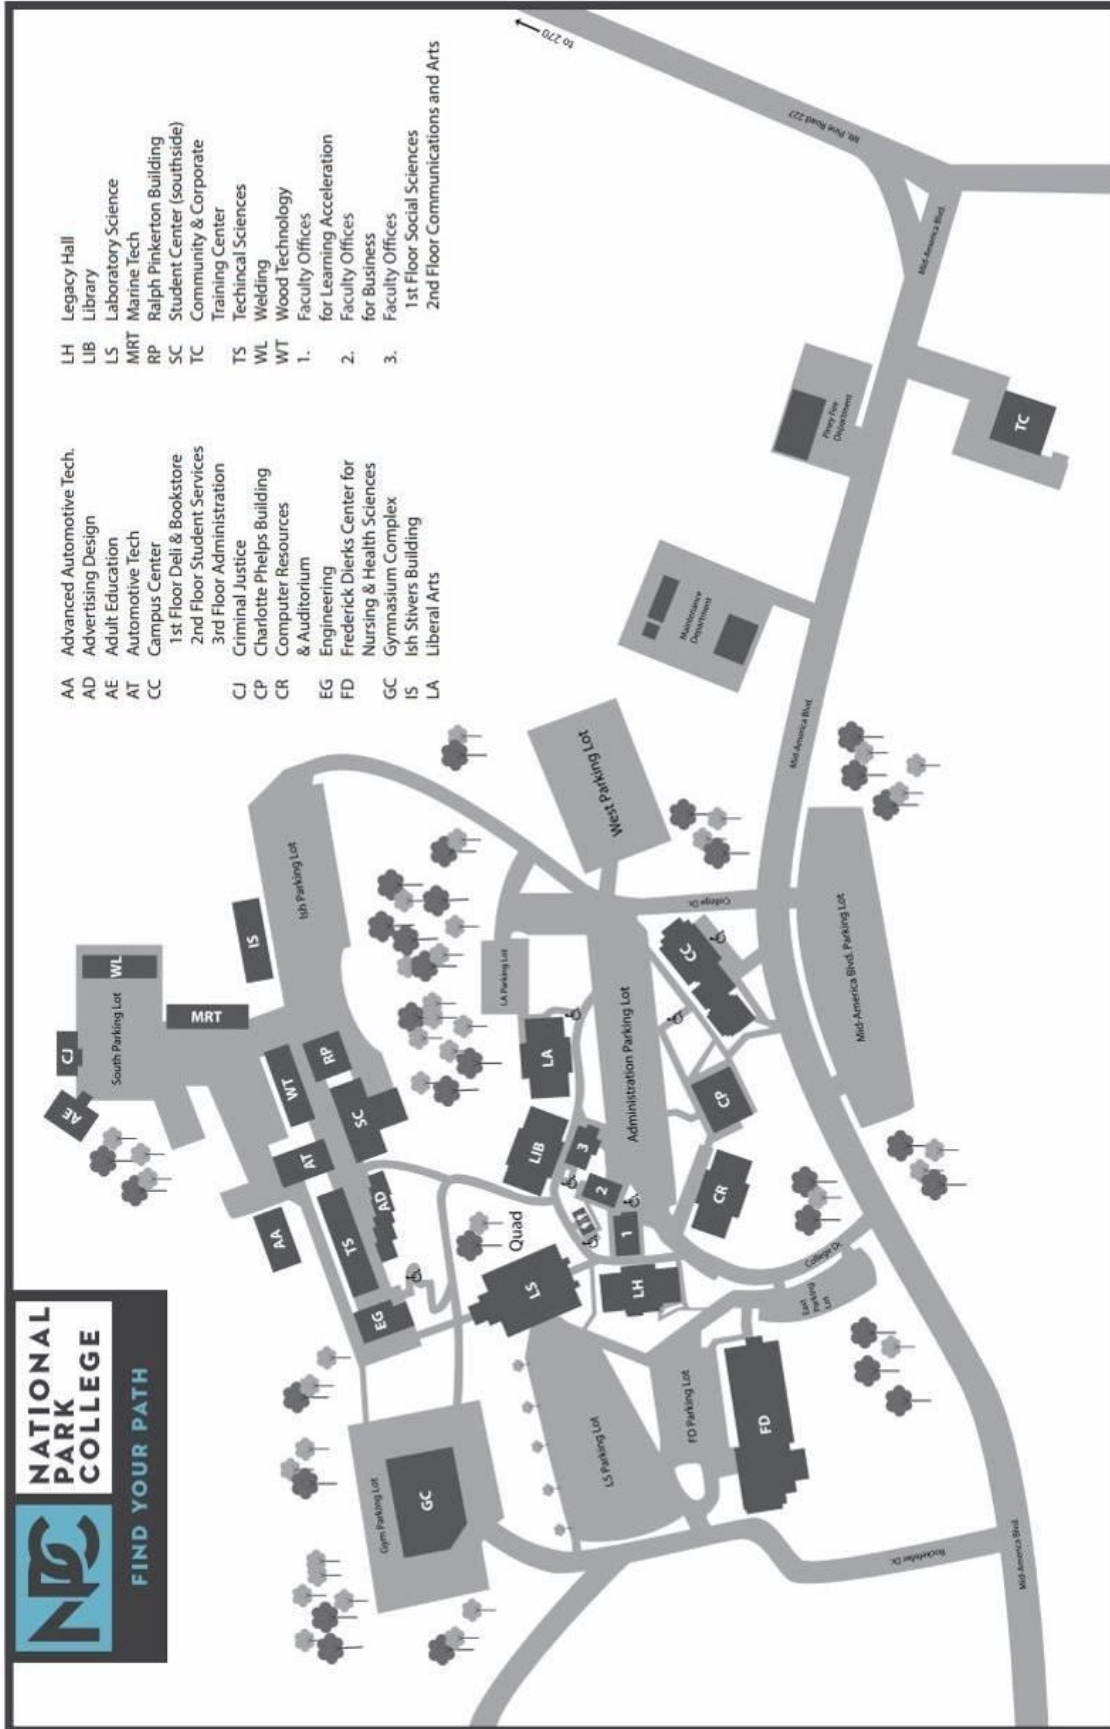 NPC
NATIONAL
PARK
COLLEGE
FIND YOUR PATH
AA Advanced Automotive Tech.
AD Advertising Design
AE Adult Education
AT Automotive Tech
CC Campus Center
1st Floor Deli & Bookstore
2nd Floor Student Services
3rd Floor Administration
CJ Criminal Justice
CP Charlotte Phelps Building
CR Computer Resources
& Auditorium
EG Engineering
FD Frederick Dierks Center for
Nursing & Health Sciences
GC Gymnasium Complex
IS Ish Stivers Building
LA Liberal Arts
LH Legacy Hall
LIB Library
LS Laboratory Science
MRT Marine Tech
RP Ralph Pinkerton Building
SC Student Center (southside)
TC Community & Corporate
Training Center
TS Techincal Sciences
WL Welding
WT Wood Technology
1. Faculty Offices
for Learning Acceleration
2. Faculty Offices
for Business
3. Faculty Offices
1st Floor Social Sciences
2nd Floor Communications and Arts
AE
CJ
South Parking Lot
WL
MRT
IS
Ish Parking Lot
AA
AT
WT
RP
TS
AD
SC
EG
Gym Parking Lot
GC
Quad
LS
LIB
LA
LA Parking Lot
West Parking Lot
LS Parking Lot
LH
1
2
3
Administration Parking Lot
FD Parking Lot
FD
East
Parking
Lot
College Dr.
CR
CP
CC
College Dr.
Maintenance
Department
Piney Fire
Department
TC
Mid-America Blvd. Parking Lot
Rockefeller Dr.
Mid-America Blvd.
Mid-America Blvd.
Mid-America Blvd.
Mt. Pine Road 227
to 270